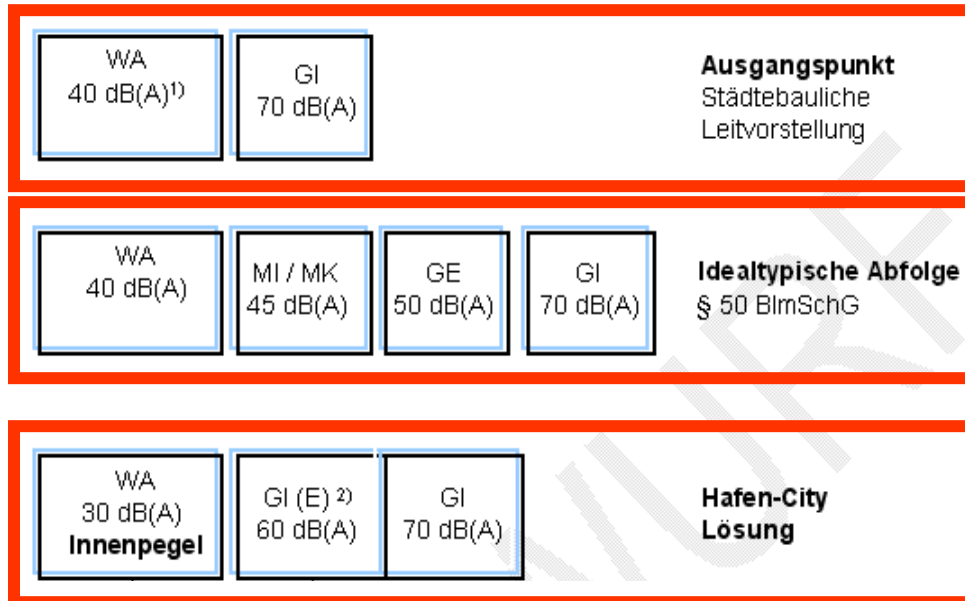 WA
40 dB(A)1)
GI
70 dB(A)
Ausgangspunkt
Städtebauliche
Leitvorstellung
WA
40 dB(A)
MI / MK
45 dB(A)
GE
50 dB(A)
GI
70 dB(A)
Idealtypische Abfolge
§ 50 BImSchG
WA
30 dB(A)
Innenpegel
GI (E) 2)
60 dB(A)
GI
70 dB(A)
Hafen-City
Lösung